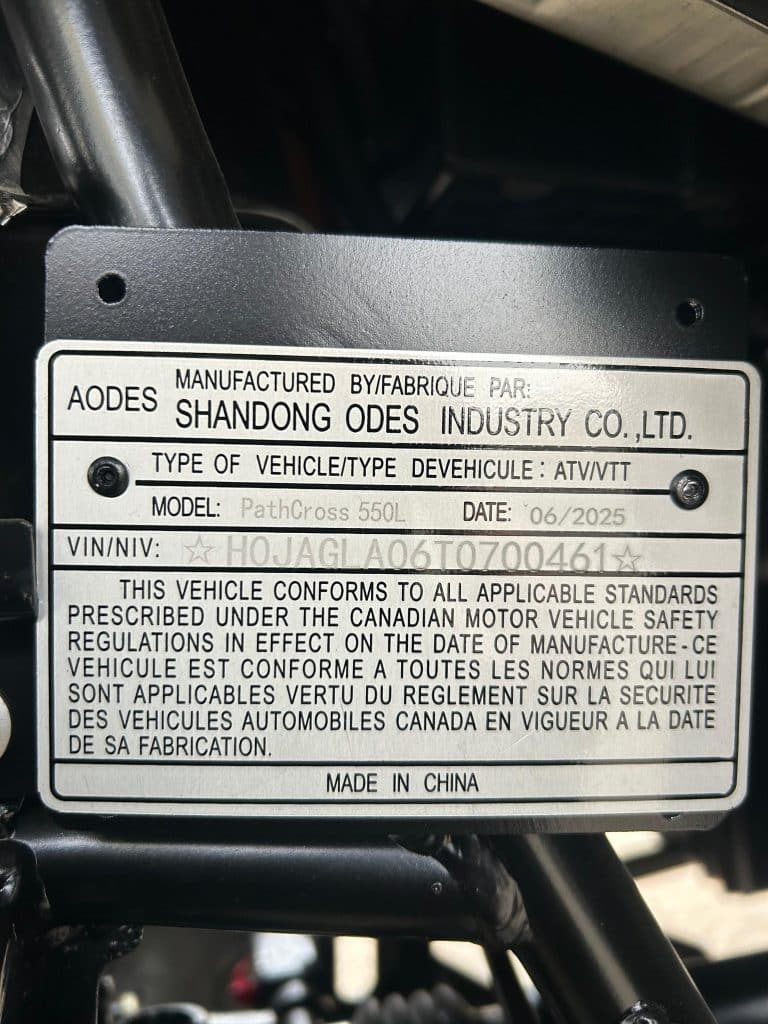 AODES
MANUFACTURED BY/FABRIQUE PAR:
SHANDONG ODES INDUSTRY CO.,LTD.
TYPE OF VEHICLE/TYPE DEVEHICULE: ATV/VTT
MODEL: PathCross 550L DATE: 06/2025
VIN/NIV: ☆H0JAGLA06T0700461☆
THIS VEHICLE CONFORMS TO ALL APPLICABLE STANDARDS
PRESCRIBED UNDER THE CANADIAN MOTOR VEHICLE SAFETY
REGULATIONS IN EFFECT ON THE DATE OF MANUFACTURE-CE
VEHICULE EST CONFORME A TOUTES LES NORMES QUI LUI
SONT APPLICABLES VERTU DU REGLEMENT SUR LA SECURITE
DES VEHICULES AUTOMOBILES CANADA EN VIGUEUR A LA DATE
DE SA FABRICATION.
MADE IN CHINA